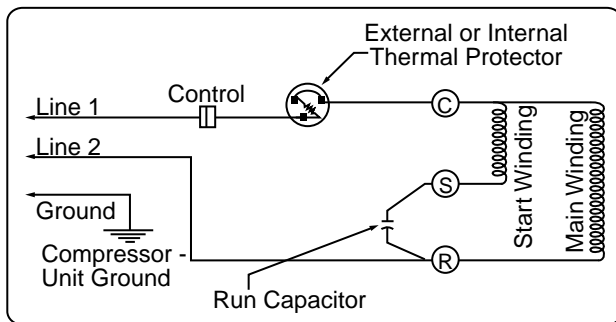 External or Internal
Thermal Protector
Control
Line 1
C
Line 2
S
Start Winding
Main Winding
Ground
Compressor -
Unit Ground
R
Run Capacitor